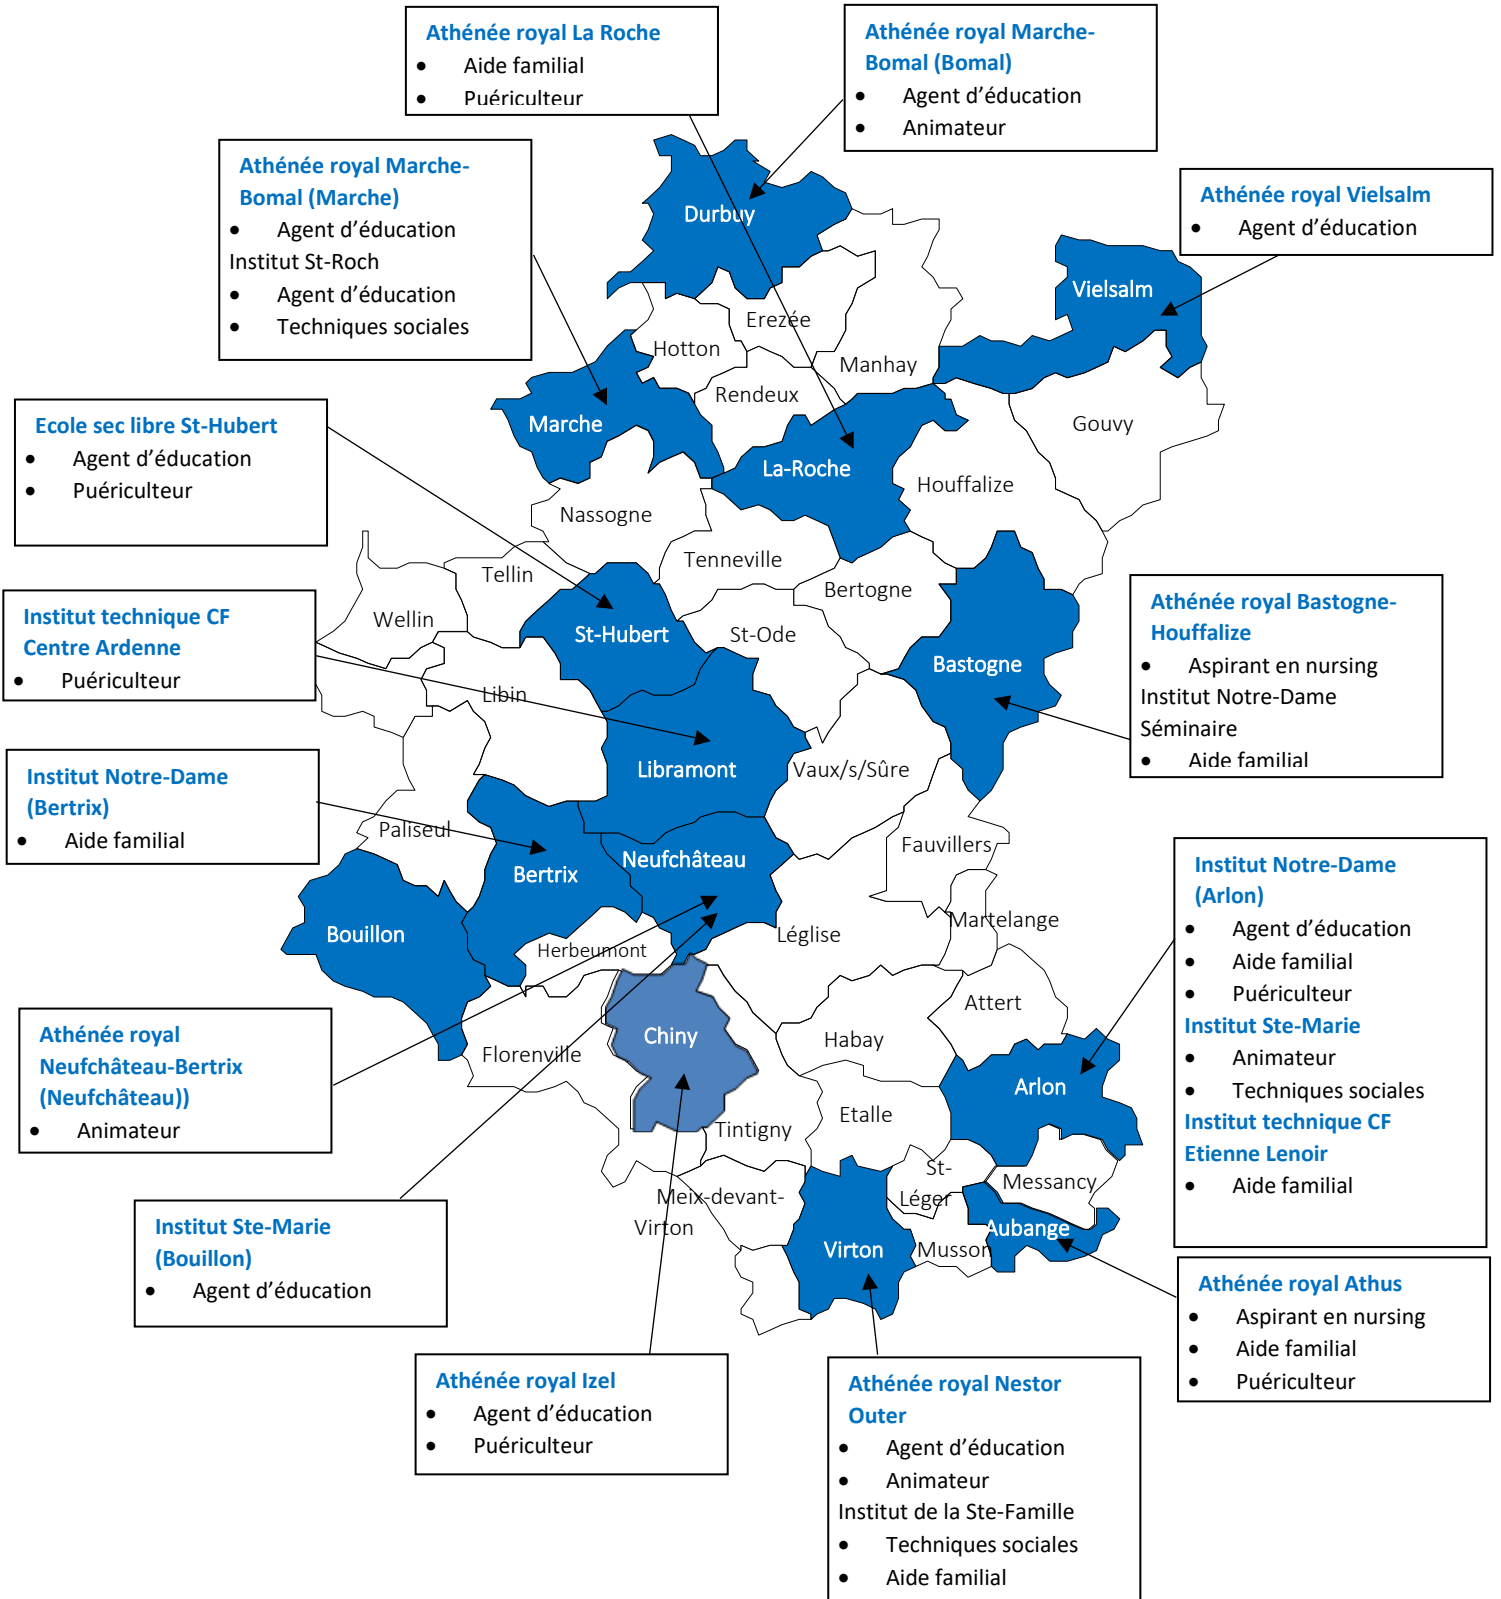 Athénée royal La Roche
• Aide familial
• Puériculteur
Athénée royal Marche-
Bomal (Bomal)
• Agent d’éducation
• Animateur
Athénée royal Marche-
Bomal (Marche)
• Agent d’éducation
Institut St-Roch
• Agent d’éducation
• Techniques sociales
Athénée royal Vielsalm
• Agent d’éducation
Ecole sec libre St-Hubert
• Agent d’éducation
• Puériculteur
Institut technique CF
Centre Ardenne
• Puériculteur
Institut Notre-Dame
(Bertrix)
• Aide familial
Athénée royal Bastogne-
Houffalize
• Aspirant en nursing
Institut Notre-Dame
Séminaire
• Aide familial
Institut Notre-Dame
(Arlon)
• Agent d’éducation
• Aide familial
• Puériculteur
Institut Ste-Marie
• Animateur
• Techniques sociales
Institut technique CF
Etienne Lenoir
• Aide familial
Athénée royal
Neufchâteau-Bertrix
(Neufchâteau))
• Animateur
Institut Ste-Marie
(Bouillon)
• Agent d’éducation
Athénée royal Izel
• Agent d’éducation
• Puériculteur
Athénée royal Nestor
Outer
• Agent d’éducation
• Animateur
Institut de la Ste-Famille
• Techniques sociales
• Aide familial
Athénée royal Athus
• Aspirant en nursing
• Aide familial
• Puériculteur
Durbuy
Vielsalm
Erezée
Hotton
Manhay
Rendeux
Marche
Gouvy
La-Roche
Houffalize
Nassogne
Tenneville
Tellin
Bertogne
Wellin
St-Hubert
St-Ode
Bastogne
Libin
Libramont
Vaux/s/Sûre
Paliseul
Fauvillers
Neufchâteau
Bertrix
Martelange
Bouillon
Léglise
Herbeumont
Attert
Chiny
Habay
Florenville
Arlon
Etalle
Tintigny
St-
Léger
Messancy
Meix-devant-
Virton
Aubange
Virton
Musson